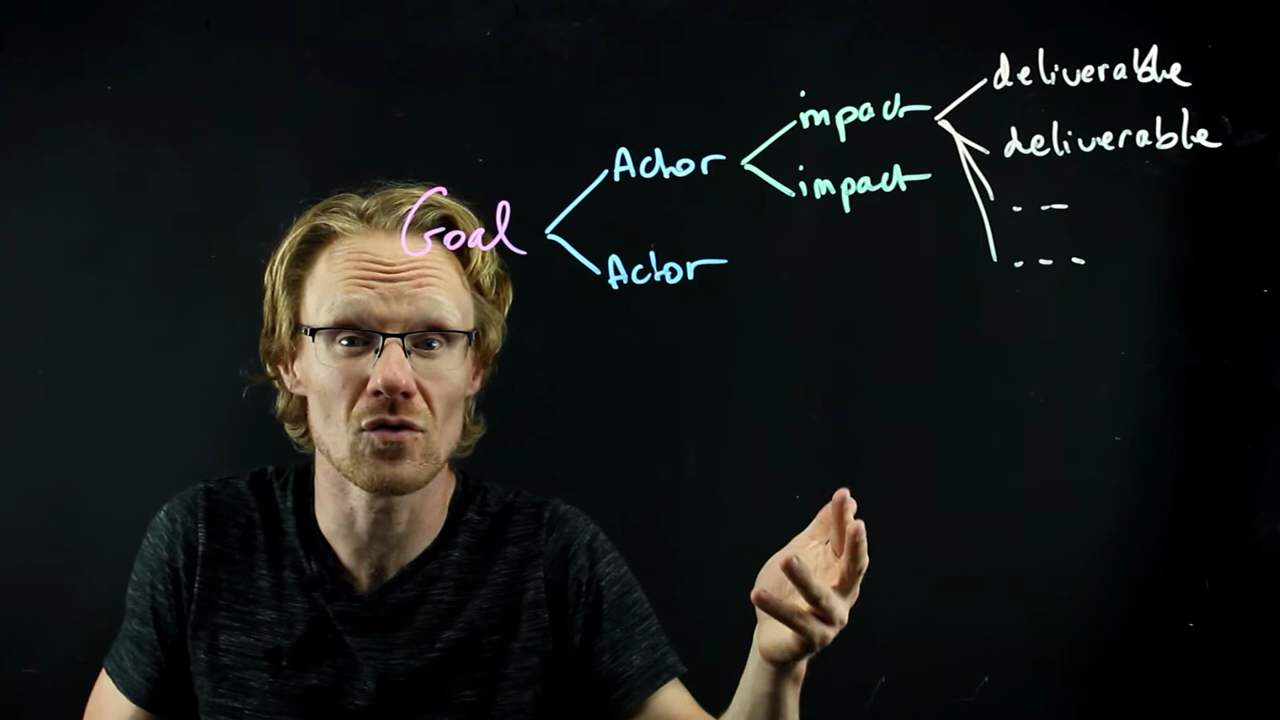 Goal
Actor
Actor
impact
impact
deliverable
deliverable
. --
- - -